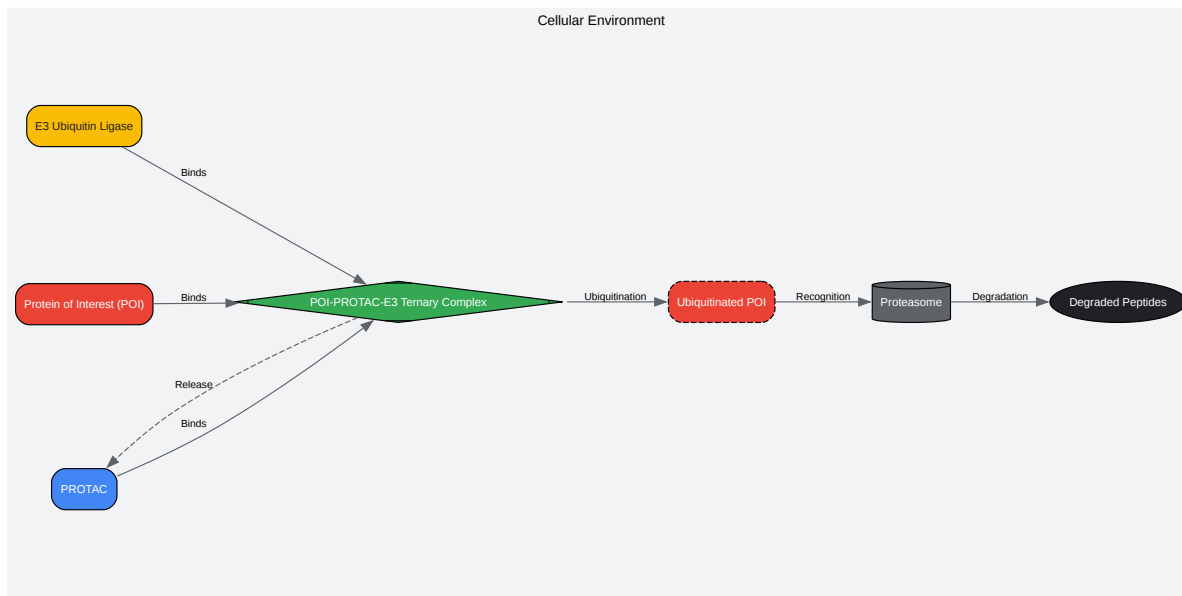 Cellular Environment
E3 Ubiquitin Ligase
Binds
Protein of Interest (POI)
Binds
POI-PROTAC-E3 Ternary Complex
Ubiquitination
Ubiquitinated POI
Recognition
Proteasome
Degradation
Degraded Peptides
Release
Binds
PROTAC